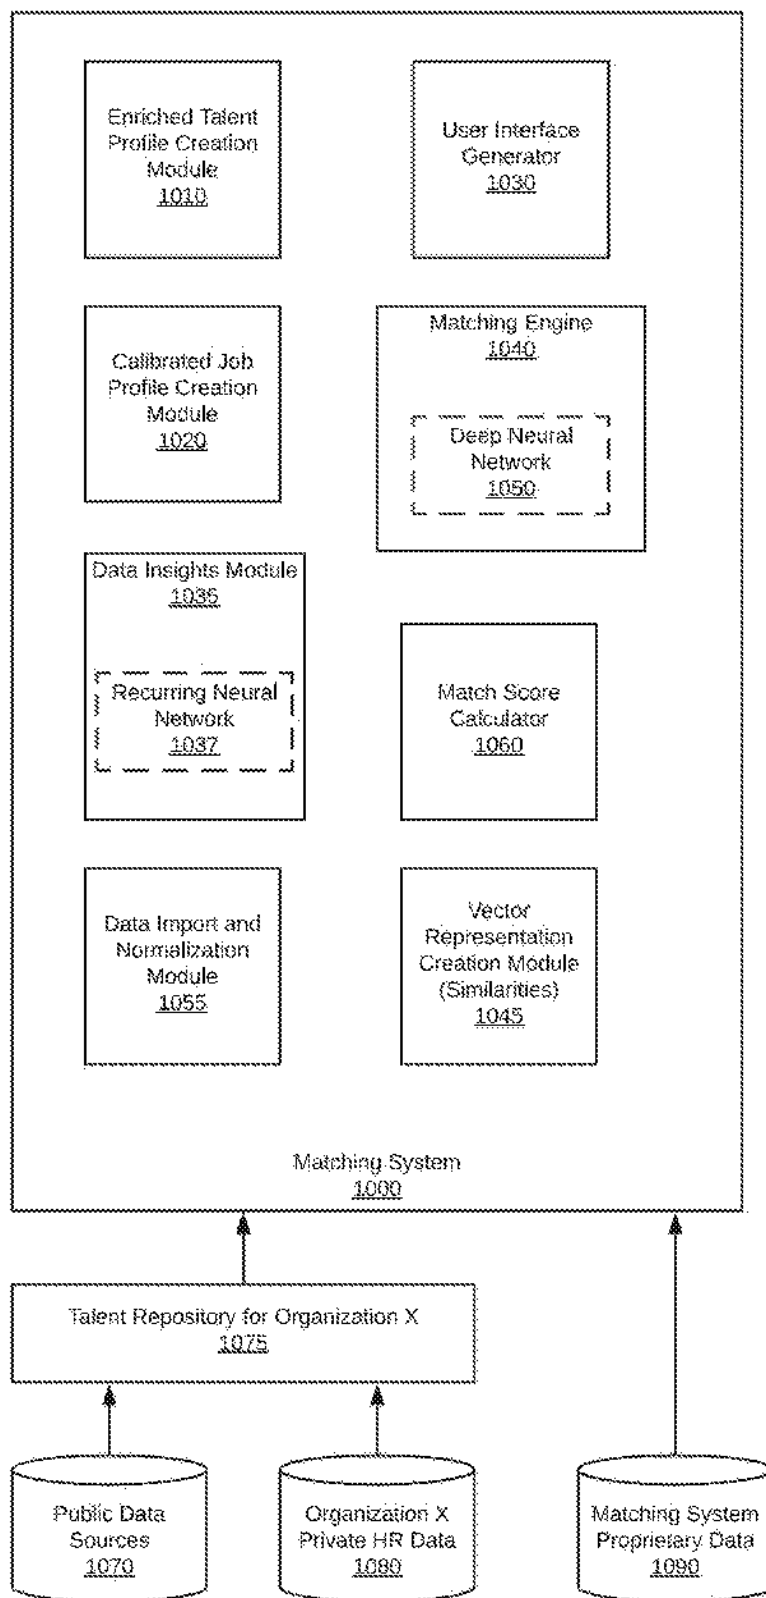 Enriched Talent
Profile Creation
Module
1010
User Interface
Generator
1030
Calibrated Job
Profile Creation
Module
1020
Matching Engine
1040
Deep Neural
Network
1050
Data Insights Module
1035
Recurring Neural
Network
1037
Match Score
Calculator
1060
Data Import and
Normalization
Module
1055
Vector
Representation
Creation Module
(Similarities)
1045
Matching System
1000
Talent Repository for Organization X
1075
Public Data
Sources
1070
Organization X
Private HR Data
1080
Matching System
Proprietary Data
1090